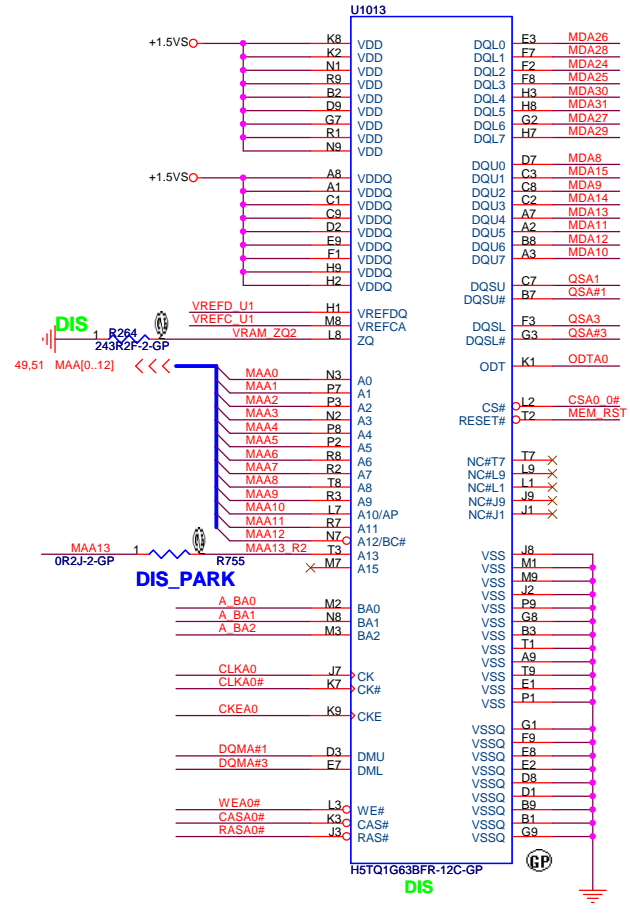 U1013
+1.5VS K8 VDD DQL0 E3 MDA26
K2 VDD DQL1 F7 MDA28
N1 VDD DQL2 F2 MDA24
R9 VDD DQL3 F8 MDA25
B2 VDD DQL4 H3 MDA30
D9 VDD DQL5 H8 MDA31
G7 VDD DQL6 G2 MDA27
R1 VDD DQL7 H7 MDA29
N9 VDD
DQU0 D7 MDA8
+1.5VS A8 VDDQ DQU1 C3 MDA15
A1 VDDQ DQU2 C8 MDA9
C1 VDDQ DQU3 C2 MDA14
C9 VDDQ DQU4 A7 MDA13
D2 VDDQ DQU5 A2 MDA11
E9 VDDQ DQU6 B8 MDA12
F1 VDDQ DQU7 A3 MDA10
H9 VDDQ
H2 VDDQ DQSU C7 QSA1
DQSU# B7 QSA#1
VREFD_U1 H1 VREFDQ
VREFC_U1 M8 VREFCA DQSL F3 QSA3
DIS
1 R264 2 VRAM_ZQ2 L8 ZQ DQSL# G3 QSA#3
243R2F-2-GP
49,51 MAA[0..12] ODT K1 ODTA0
MAA0 N3 A0
MAA1 P7 A1
MAA2 P3 A2 CS# L2 CSA0_0#
MAA3 N2 A3 RESET# T2 MEM_RST
MAA4 P8 A4
MAA5 P2 A5
MAA6 R8 A6 NC#T7 T7
MAA7 R2 A7 NC#L9 L9
MAA8 T8 A8 NC#L1 L1
MAA9 R3 A9 NC#J9 J9
MAA10 L7 A10/AP NC#J1 J1
MAA11 R7 A11
MAA12 N7 A12/BC#
MAA13 1 2 MAA13_R2 T3 A13 VSS J8
0R2J-2-GP R755 M7 A15 VSS M1
DIS_PARK
VSS M9
VSS J2
A_BA0 M2 BA0 VSS P9
A_BA1 N8 BA1 VSS G8
A_BA2 M3 BA2 VSS B3
VSS T1
VSS A9
CLKA0 J7 CK VSS T9
CLKA0# K7 CK# VSS E1
VSS P1
CKEA0 K9 CKE
VSSQ G1
VSSQ F9
DQMA#1 D3 DMU VSSQ E8
DQMA#3 E7 DML VSSQ E2
VSSQ D8
VSSQ D1
WEA0# L3 WE# VSSQ B9
CASA0# K3 CAS# VSSQ B1
RASA0# J3 RAS# VSSQ G9
H5TQ1G63BFR-12C-GP
GP
DIS